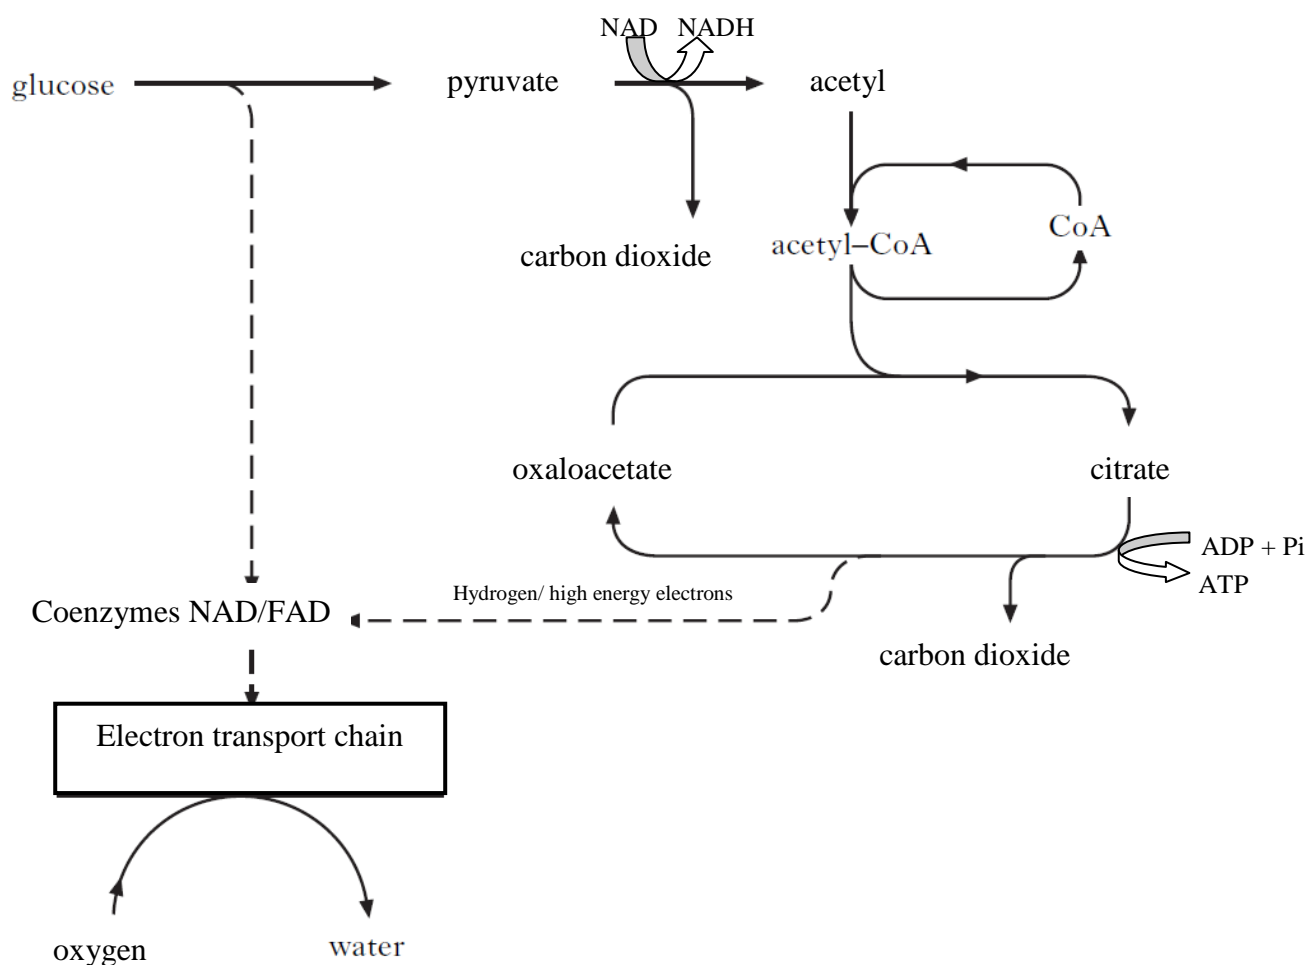 NAD NADH
glucose
pyruvate
acetyl
carbon dioxide
acetyl–CoA
CoA
oxaloacetate
citrate
ADP + Pi
ATP
Hydrogen/ high energy electrons
Coenzymes NAD/FAD
carbon dioxide
Electron transport chain
oxygen
water